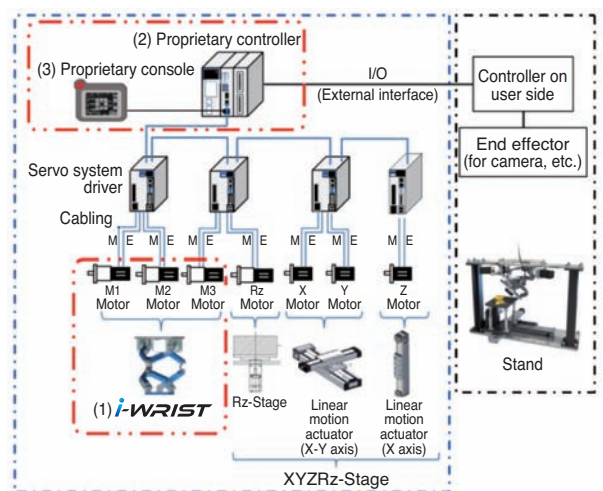 (2) Proprietary controller
(3) Proprietary console
I/O
(External interface)
Controller on
user side
End effector
(for camera, etc.)
Servo system
driver
Cabling
M E M E M E M E M E M E M E
M1 M2 M3 Rz X Y Z
Motor Motor Motor Motor Motor Motor Motor
(1) i-WRIST
Rz-Stage
Linear
motion
actuator
(X-Y axis)
Linear
motion
actuator
(X axis)
Stand
XYZRz-Stage